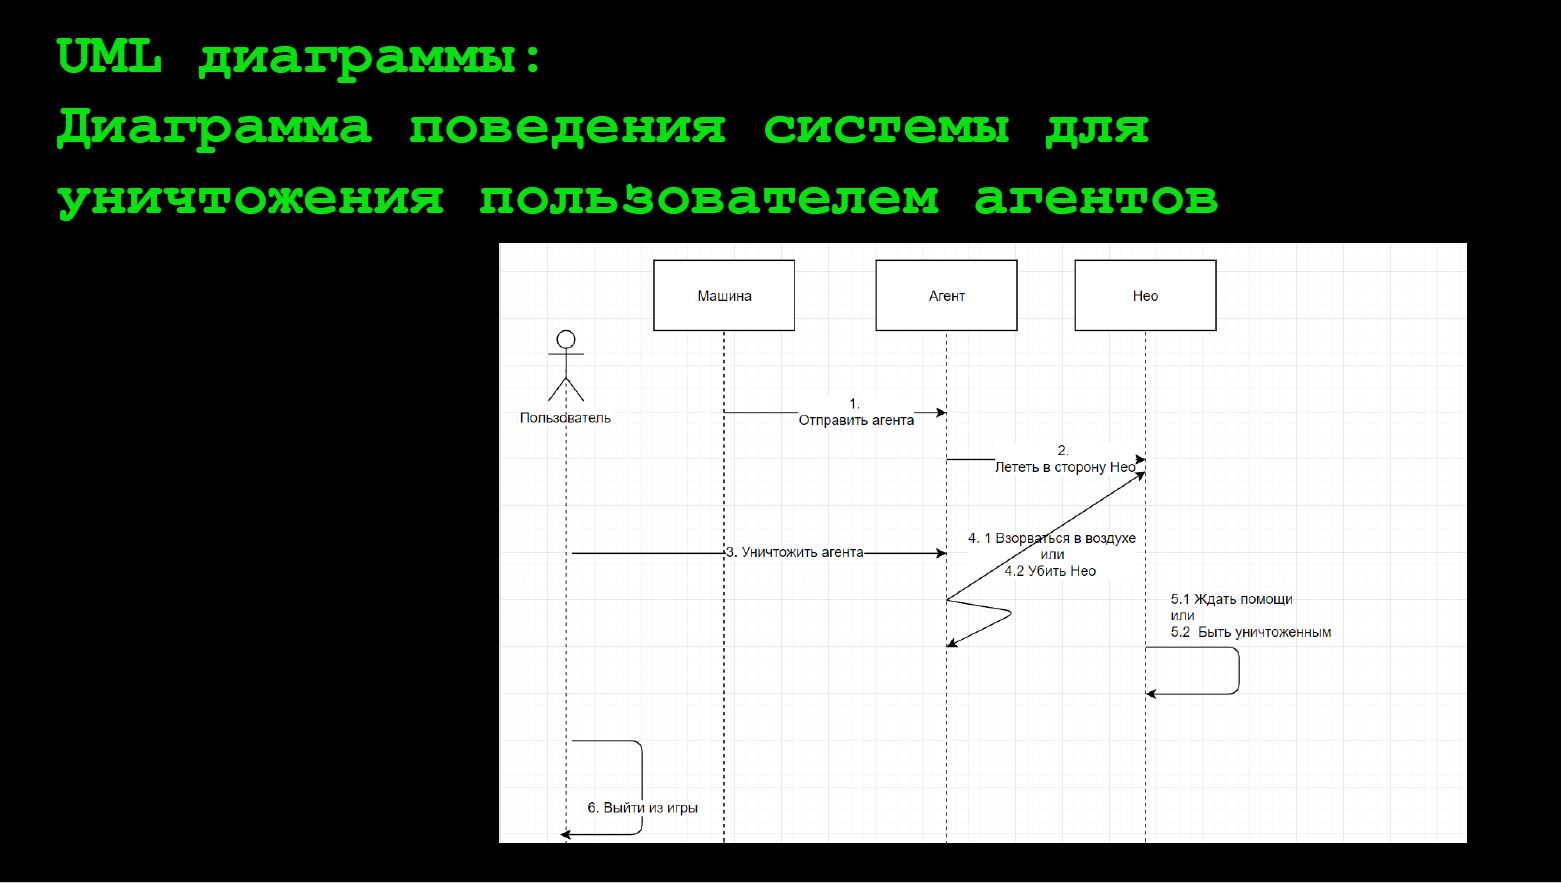 UML диаграммы:
Диаграмма поведения системы для
уничтожения пользователем агентов
Машина
Агент
Нео
Пользователь
1.
Отправить агента
2.
Лететь в сторону Нео
3. Уничтожить агента
4. 1 Взорваться в воздухе
или
4.2 Убить Нео
5.1 Ждать помощи
или
5.2 Быть уничтоженным
6. Выйти из игры